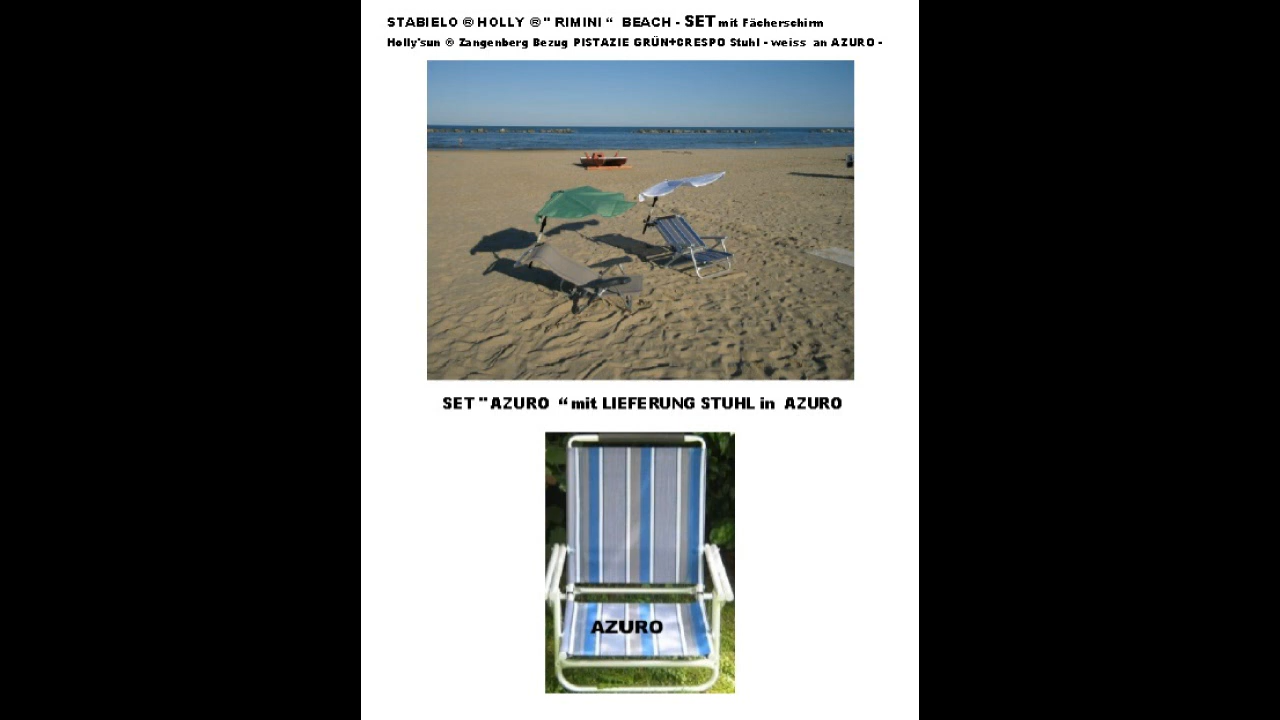 STABIELO ® HOLLY ® " RIMINI “ BEACH - SET mit Fächerschirm
Holly'sun ® Zangenberg Bezug PISTAZIE GRÜN+CRESPO Stuhl - weiss an AZURO -
SET " AZURO “ mit LIEFERUNG STUHL in AZURO
AZURO